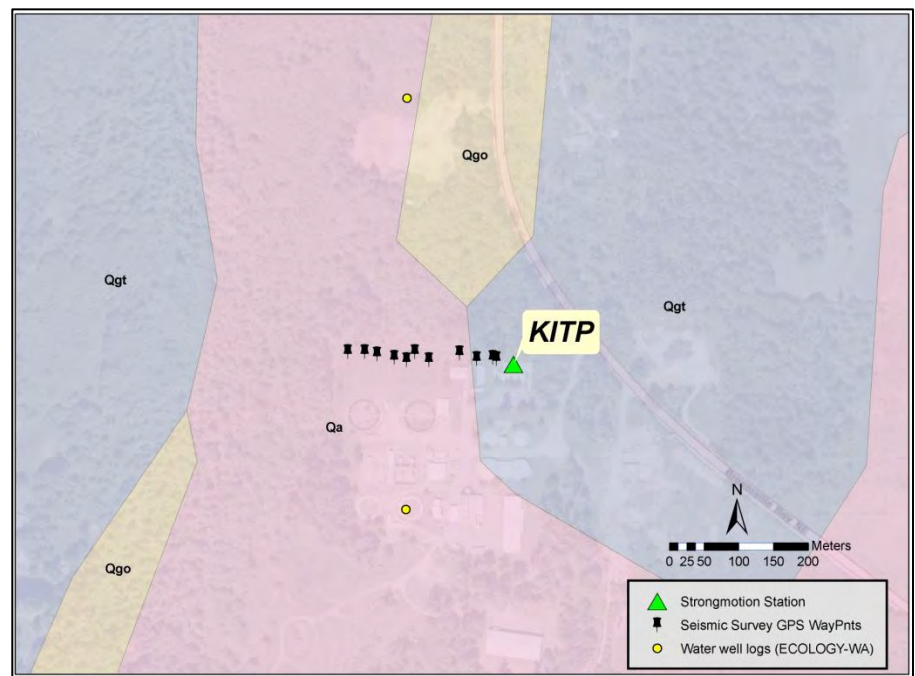 Qgo
Qgt
Qgt
KITP
Qa
N
Meters
0 25 50 100 150 200
Qgo
Strongmotion Station
Seismic Survey GPS WayPnts
Water well logs (ECOLOGY-WA)